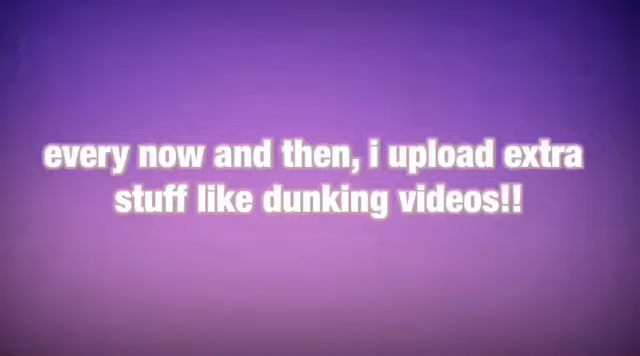 every now and then, i upload extra
stuff like dunking videos!!